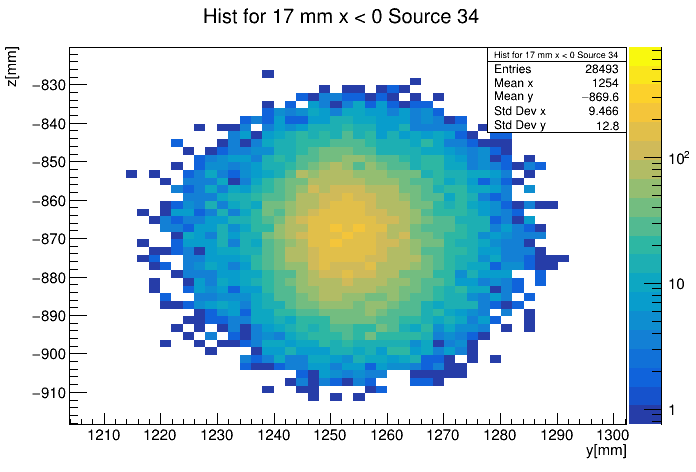 Hist for 17 mm x < 0 Source 34
z[mm]
Hist for 17 mm x < 0 Source 34
Entries 28493
Mean x 1254
Mean y −869.6
Std Dev x 9.466
Std Dev y 12.8
−830
−840
−850
−860
−870
−880
−890
−900
−910
10²
10
1
1210 1220 1230 1240 1250 1260 1270 1280 1290 1300
y[mm]